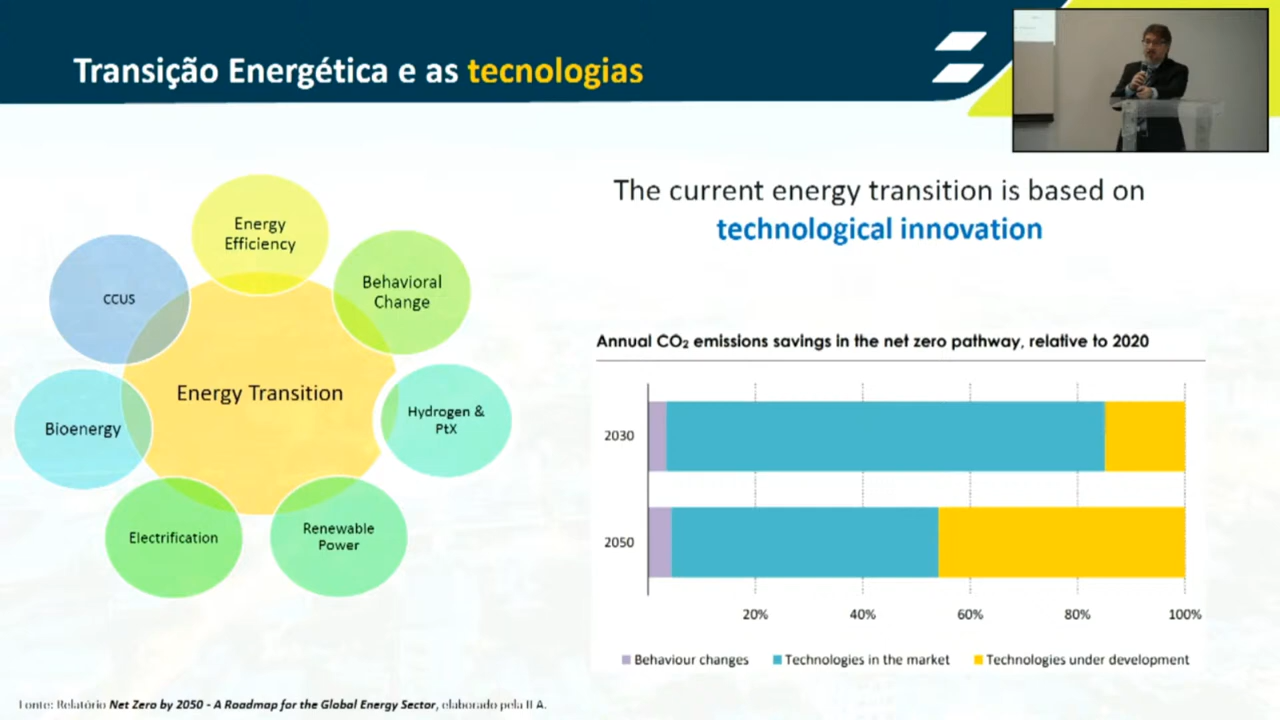 Transição Energética e as tecnologias
Energy
Efficiency
Behavioral
Change
CCUS
Energy Transition
Hydrogen &
PtX
Bioenergy
Electrification
Renewable
Power
The current energy transition is based on
technological innovation
Annual CO₂ emissions savings in the net zero pathway, relative to 2020
2030
2050
20% 40% 60% 80% 100%
Behaviour changes Technologies in the market Technologies under development
Fonte: Relatório Net Zero by 2050 - A Roadmap for the Global Energy Sector, elaborado pela IEA.